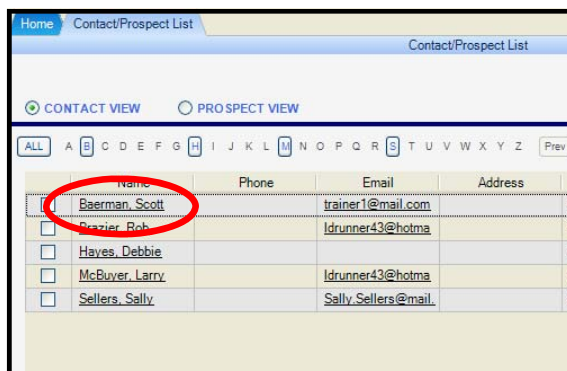 Home Contact/Prospect List
Contact/Prospect List
CONTACT VIEW PROSPECT VIEW
ALL A B C D E F G H I J K L M N O P Q R S T U V W X Y Z Prev
Name Phone Email Address
Baerman, Scott trainer1@mail.com
Brazier, Rob ldrunner43@hotma
Hayes, Debbie
McBuyer, Larry ldrunner43@hotma
Sellers, Sally Sally.Sellers@mail.